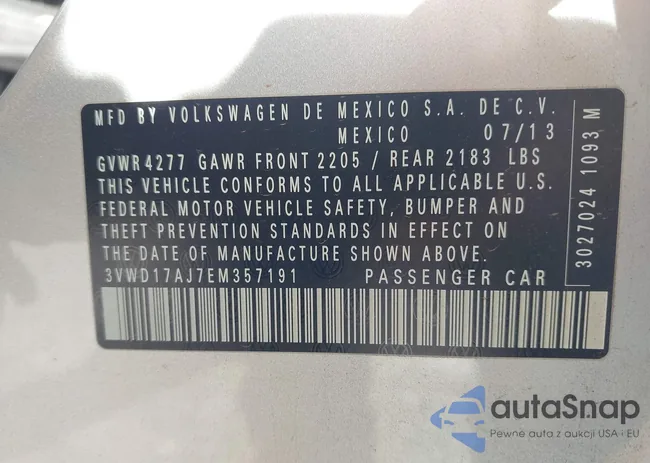 MFD BY VOLKSWAGEN DE MEXICO S.A. DE C.V.
MEXICO 07/13
GVWR 4277 GAWR FRONT 2205 / REAR 2183 LBS
THIS VEHICLE CONFORMS TO ALL APPLICABLE U.S.
FEDERAL MOTOR VEHICLE SAFETY, BUMPER AND
THEFT PREVENTION STANDARDS IN EFFECT ON
THE DATE OF MANUFACTURE SHOWN ABOVE.
3VWD17AJ7EM357191 PASSENGER CAR
3027024 1093 M
autaSnap
Pewne auta z aukcji USA i EU